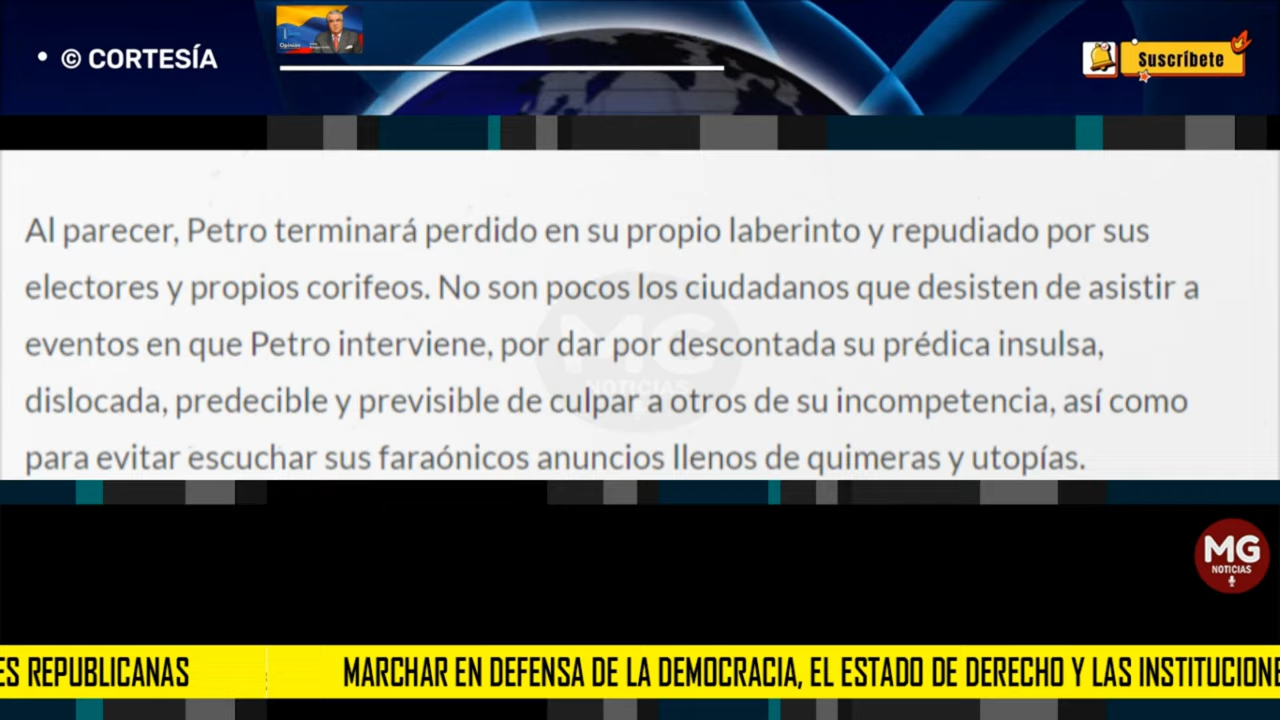 • © CORTESÍA
Opinión
Suscríbete
Al parecer, Petro terminará perdido en su propio laberinto y repudiado por sus
electores y propios corifeos. No son pocos los ciudadanos que desisten de asistir a
eventos en que Petro interviene, por dar por descontada su prédica insulsa,
dislocada, predecible y previsible de culpar a otros de su incompetencia, así como
para evitar escuchar sus faraónicos anuncios llenos de quimeras y utopías.
MG
NOTICIAS
MG
NOTICIAS
ES REPUBLICANAS
MARCHAR EN DEFENSA DE LA DEMOCRACIA, EL ESTADO DE DERECHO Y LAS INSTITUCIONE